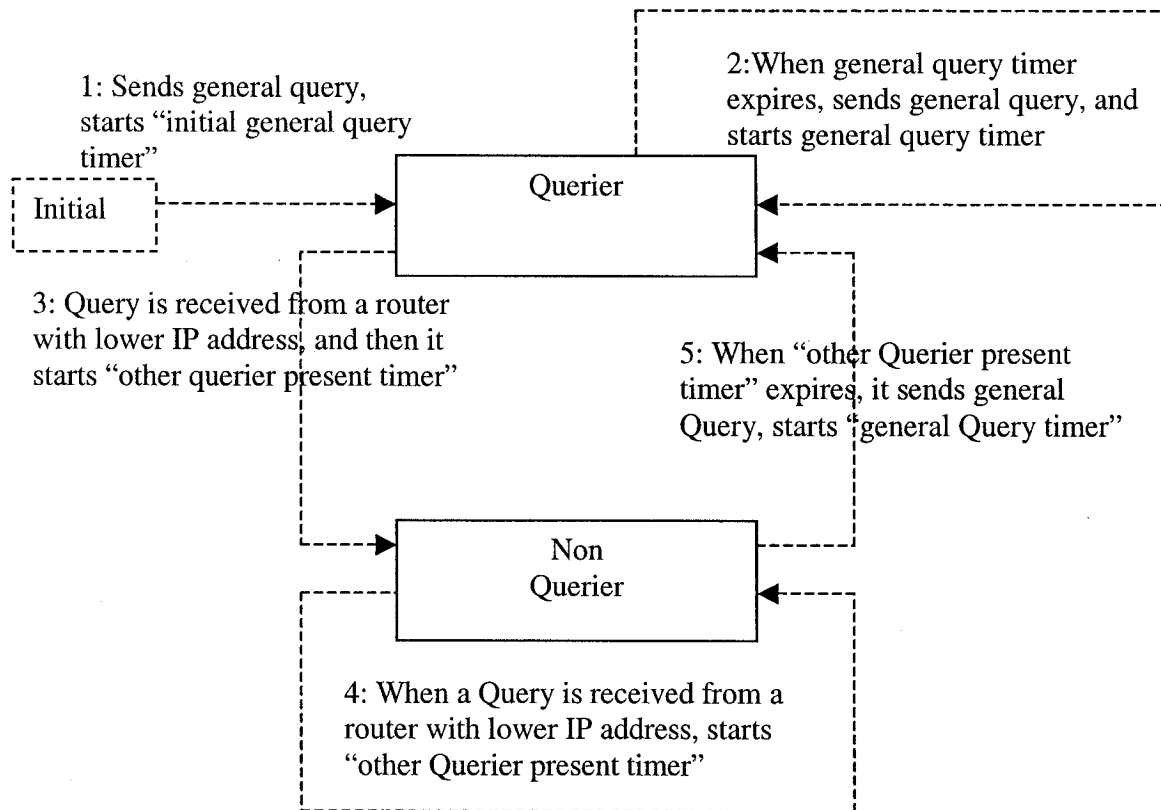 1: Sends general query,
starts “initial general query
timer”
2:When general query timer
expires, sends general query, and
starts general query timer
Initial
Querier
3: Query is received from a router
with lower IP address, and then it
starts “other querier present timer”
5: When “other Querier present
timer” expires, it sends general
Query, starts “general Query timer”
Non
Querier
4: When a Query is received from a
router with lower IP address, starts
“other Querier present timer”